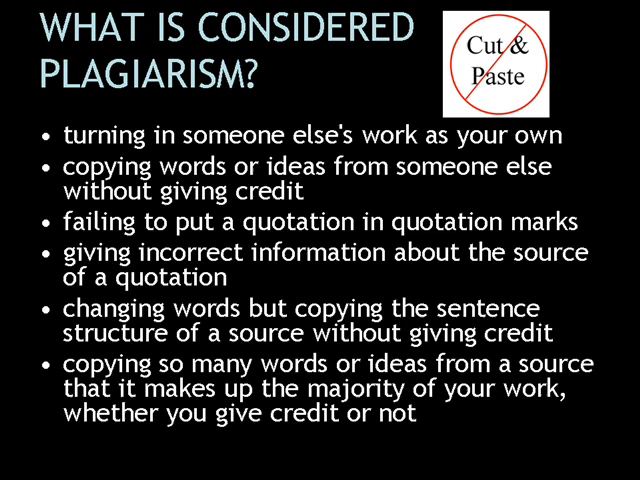 WHAT IS CONSIDERED
PLAGIARISM?
Cut &
Paste
• turning in someone else's work as your own
• copying words or ideas from someone else
without giving credit
• failing to put a quotation in quotation marks
• giving incorrect information about the source
of a quotation
• changing words but copying the sentence
structure of a source without giving credit
• copying so many words or ideas from a source
that it makes up the majority of your work,
whether you give credit or not